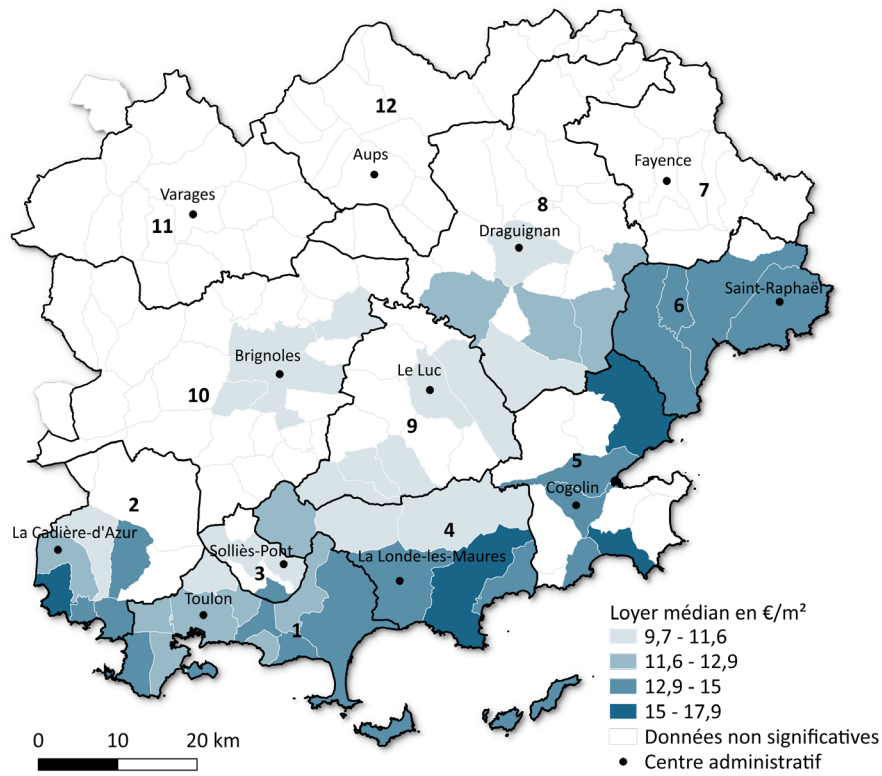 12
Aups
Fayence
7
Varages
11
8
Draguignan
6
Saint-Raphaël
Brignoles
Le Luc
10
9
5
Cogolin
2
La Cadière-d'Azur
4
Solliès-Pont
La Londe-les-Maures
3
Toulon
1
Loyer médian en €/m²
9,7 - 11,6
11,6 - 12,9
12,9 - 15
15 - 17,9
Données non significatives
Centre administratif
0 10 20 km